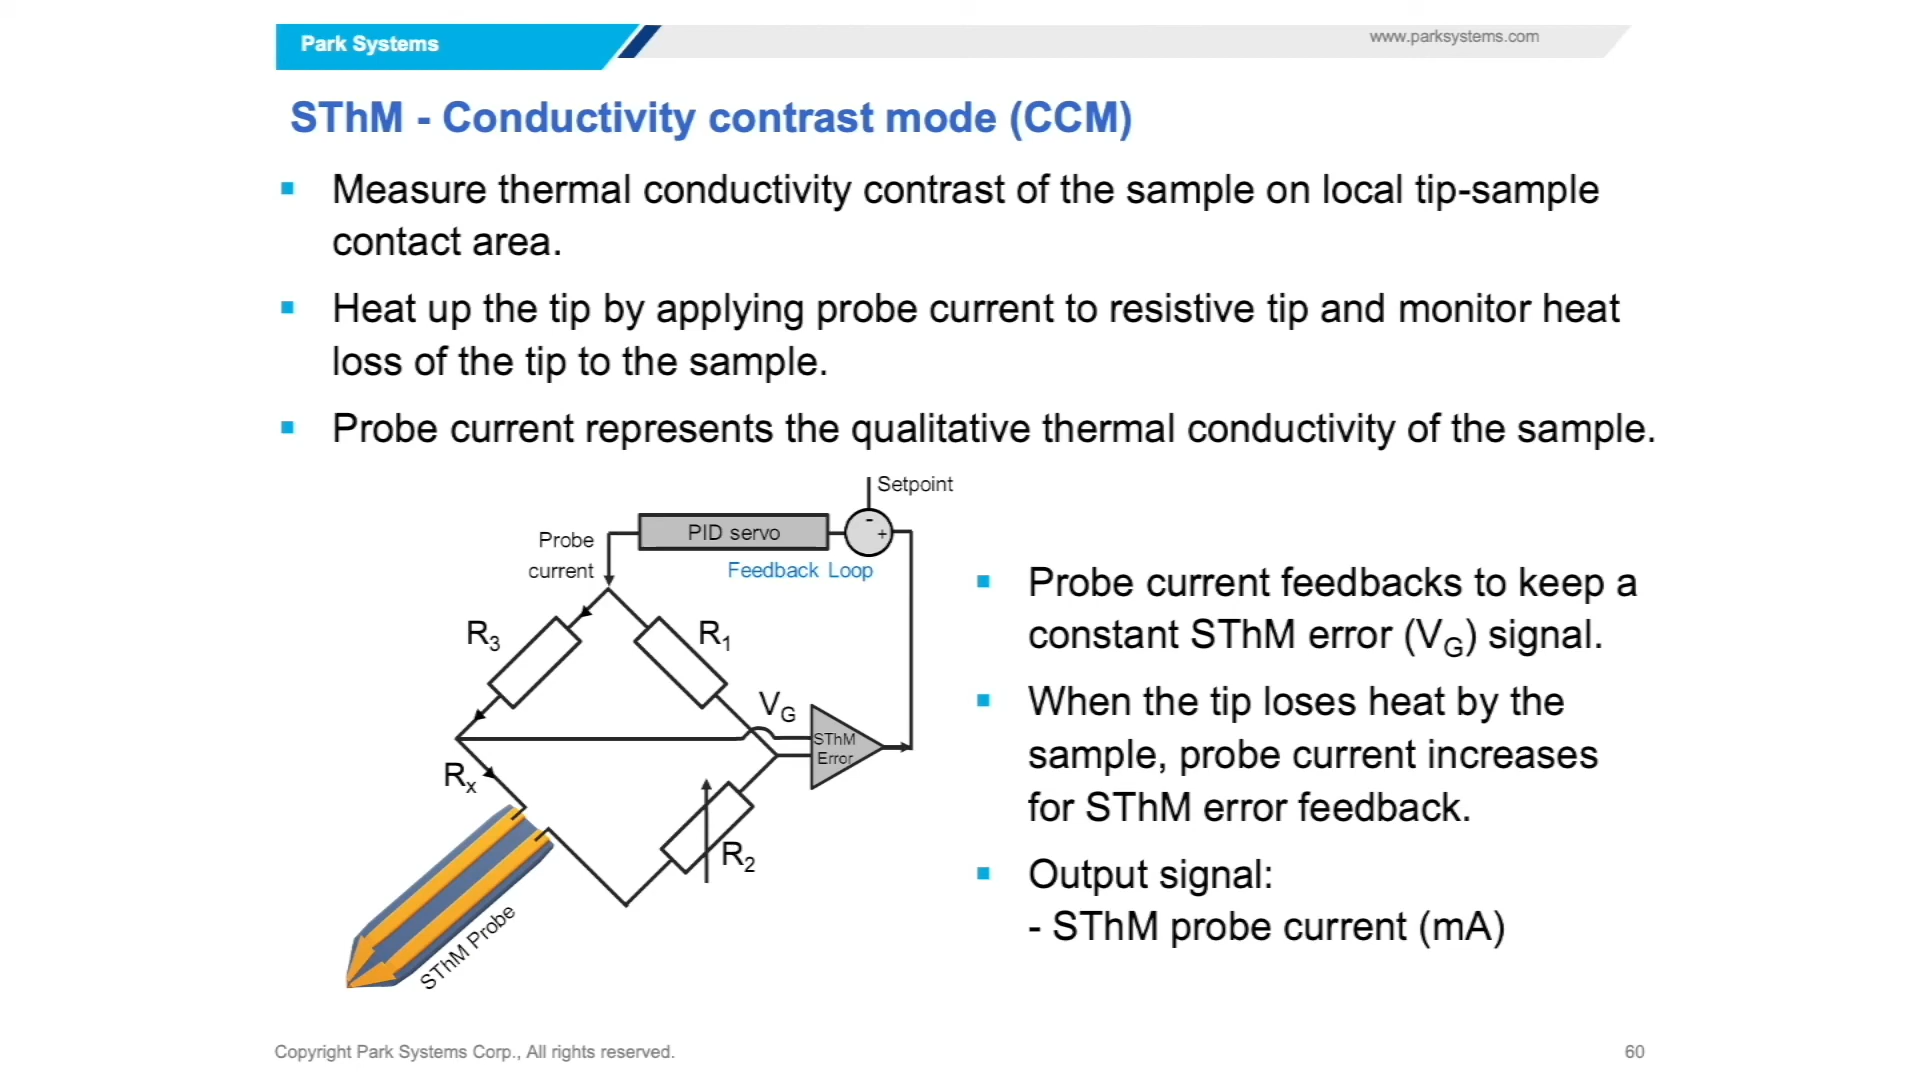 Park Systems
www.parksystems.com
SThM - Conductivity contrast mode (CCM)
Measure thermal conductivity contrast of the sample on local tip-sample
contact area.
Heat up the tip by applying probe current to resistive tip and monitor heat
loss of the tip to the sample.
Probe current represents the qualitative thermal conductivity of the sample.
Setpoint
Probe
current
PID servo
-
+
Feedback Loop
R3
R1
VG
SThM
Error
Rx
R2
SThM Probe
Probe current feedbacks to keep a
constant SThM error (VG) signal.
When the tip loses heat by the
sample, probe current increases
for SThM error feedback.
Output signal:
- SThM probe current (mA)
Copyright Park Systems Corp., All rights reserved.
60